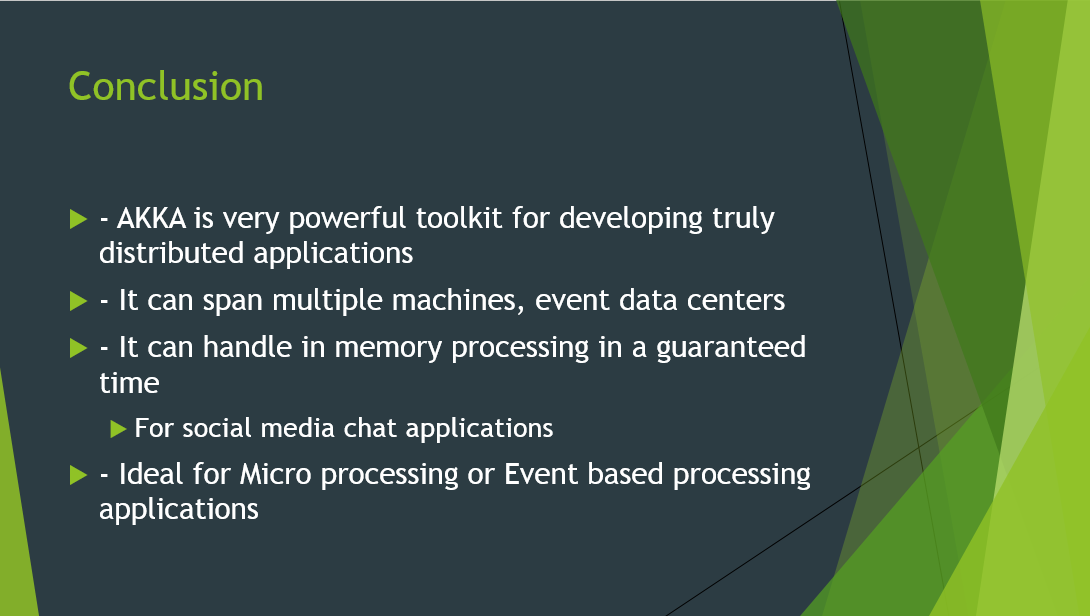 Conclusion
- AKKA is very powerful toolkit for developing truly
distributed applications
- It can span multiple machines, event data centers
- It can handle in memory processing in a guaranteed
time
For social media chat applications
- Ideal for Micro processing or Event based processing
applications